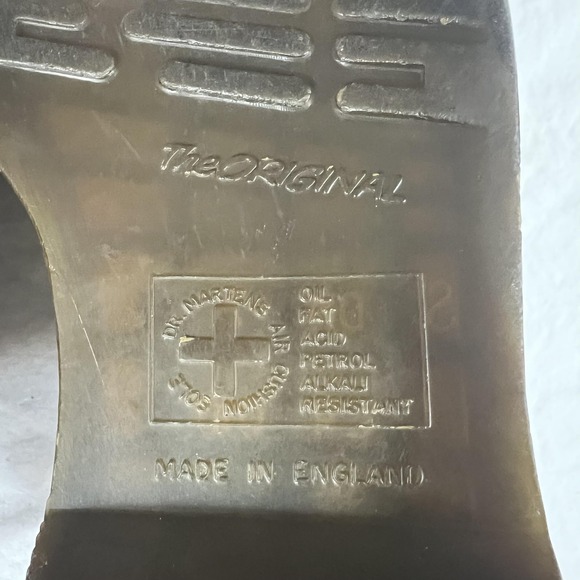 The ORIGINAL
DR. MARTENS AIR CUSHION SOLE
OIL
FAT
ACID
PETROL
ALKALI
RESISTANT
MADE IN ENGLAND